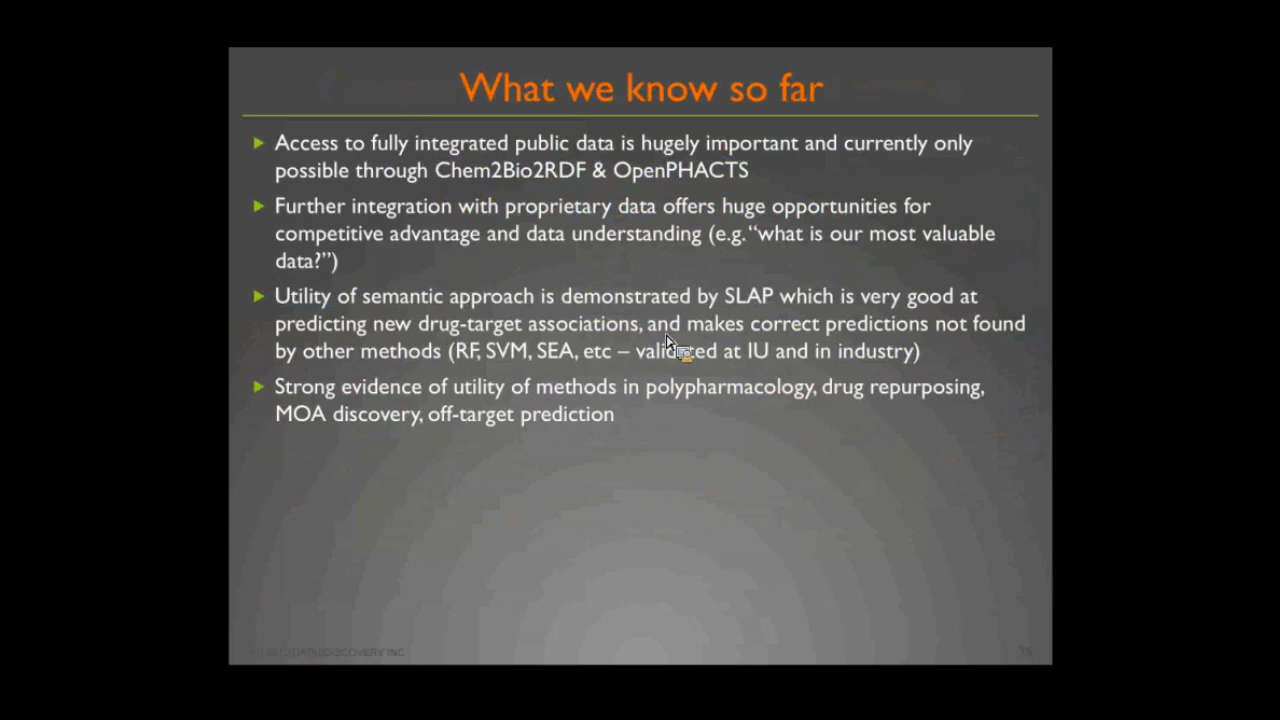 What we know so far
Access to fully integrated public data is hugely important and currently only
possible through Chem2Bio2RDF & OpenPHACTS
Further integration with proprietary data offers huge opportunities for
competitive advantage and data understanding (e.g. “what is our most valuable
data?”)
Utility of semantic approach is demonstrated by SLAP which is very good at
predicting new drug-target associations, and makes correct predictions not found
by other methods (RF, SVM, SEA, etc – validated at IU and in industry)
Strong evidence of utility of methods in polypharmacology, drug repurposing,
MOA discovery, off-target prediction
DATA2DISCOVERY INC